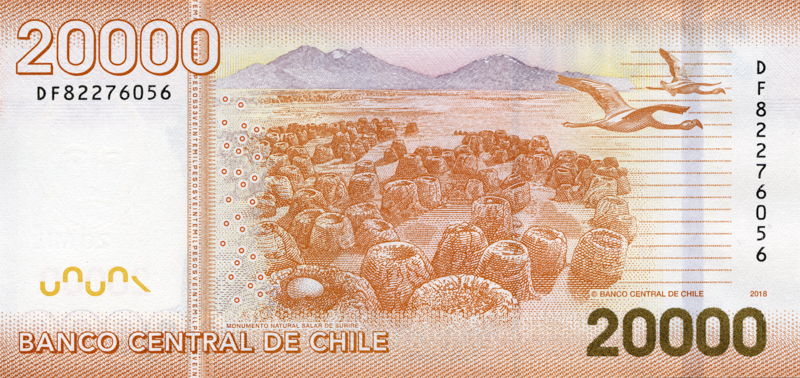 20000
DF82276056
DF82276056
© BANCO CENTRAL DE CHILE 2018
MONUMENTO NATURAL SALAR DE SURIRE
BANCO CENTRAL DE CHILE
20000